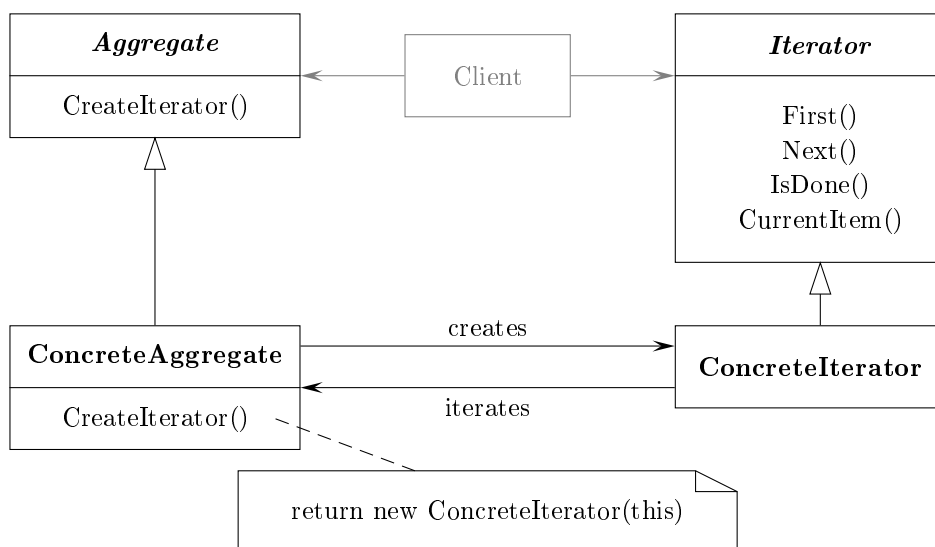 Aggregate
CreateIterator()
Client
Iterator
First()
Next()
IsDone()
CurrentItem()
ConcreteAggregate
CreateIterator()
creates
iterates
ConcreteIterator
return new ConcreteIterator(this)